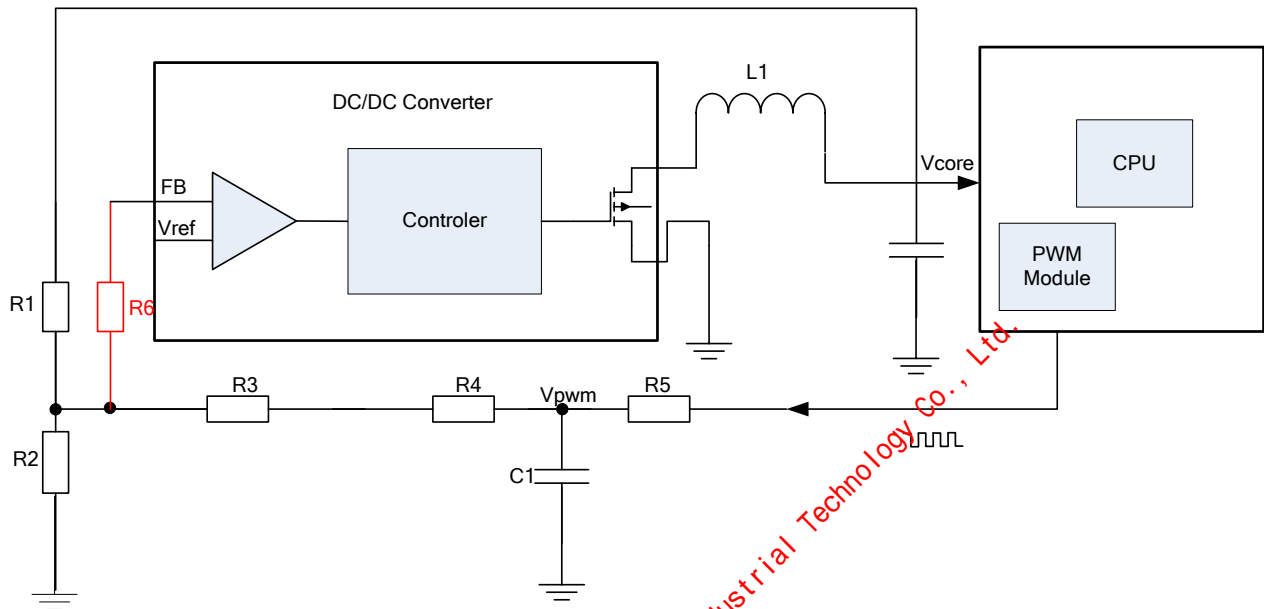 L1
DC/DC Converter
Vcore
CPU
FB
Vref
Controler
PWM
Module
R1
R6
R3
R4
Vpwm
R5
R2
C1
dustrial Technology Co., Ltd.